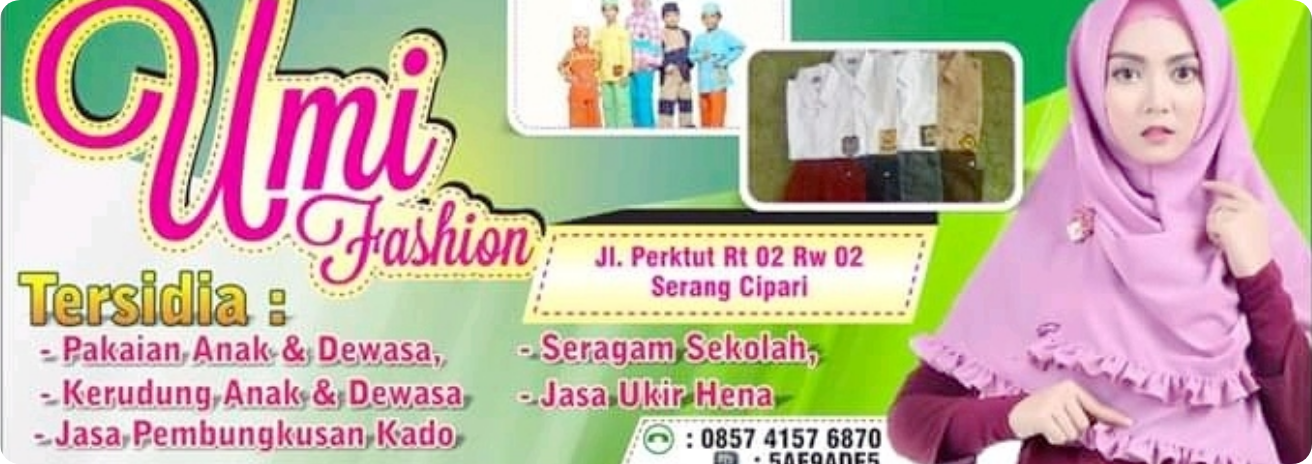 Umi
Fashion
Jl. Perktut Rt 02 Rw 02
Serang Cipari
Tersidia :
- Pakaian Anak & Dewasa,
- Kerudung Anak & Dewasa
- Jasa Pembungkusan Kado
- Seragam Sekolah,
- Jasa Ukir Hena
: 0857 4157 6870
: 5AF9ADF5